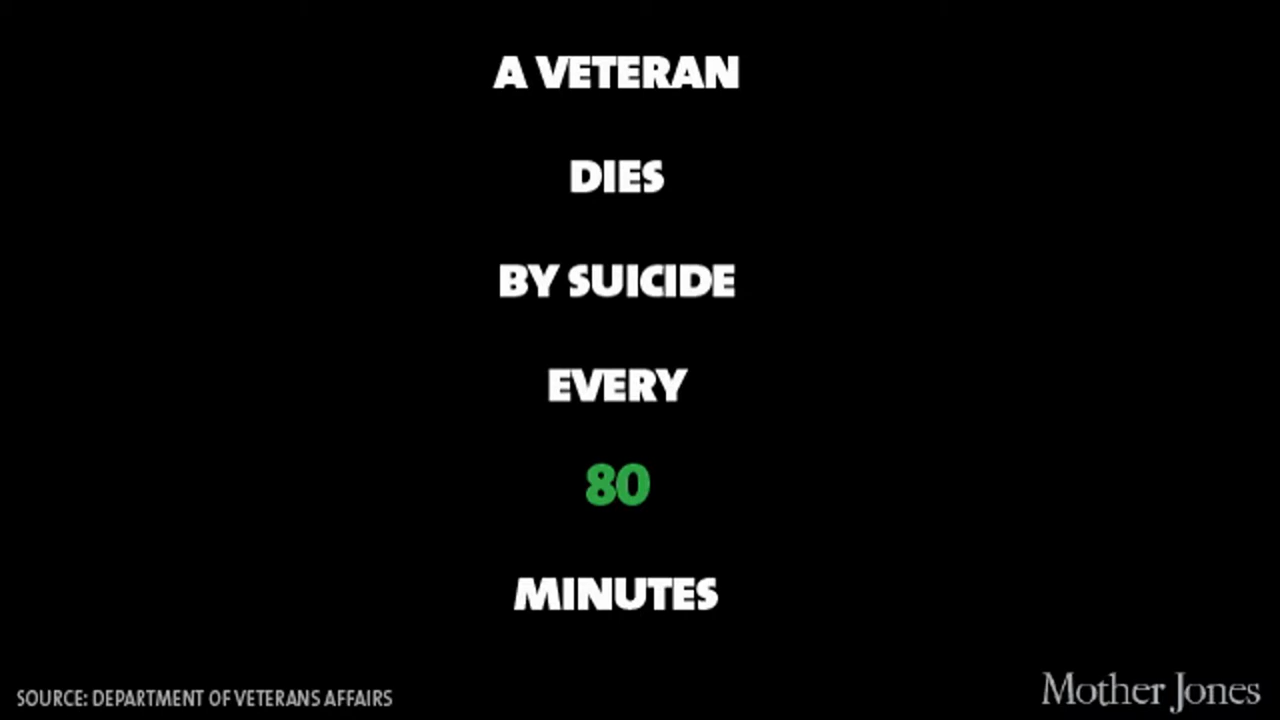 A VETERAN
DIES
BY SUICIDE
EVERY
80
MINUTES
SOURCE: DEPARTMENT OF VETERANS AFFAIRS
Mother Jones